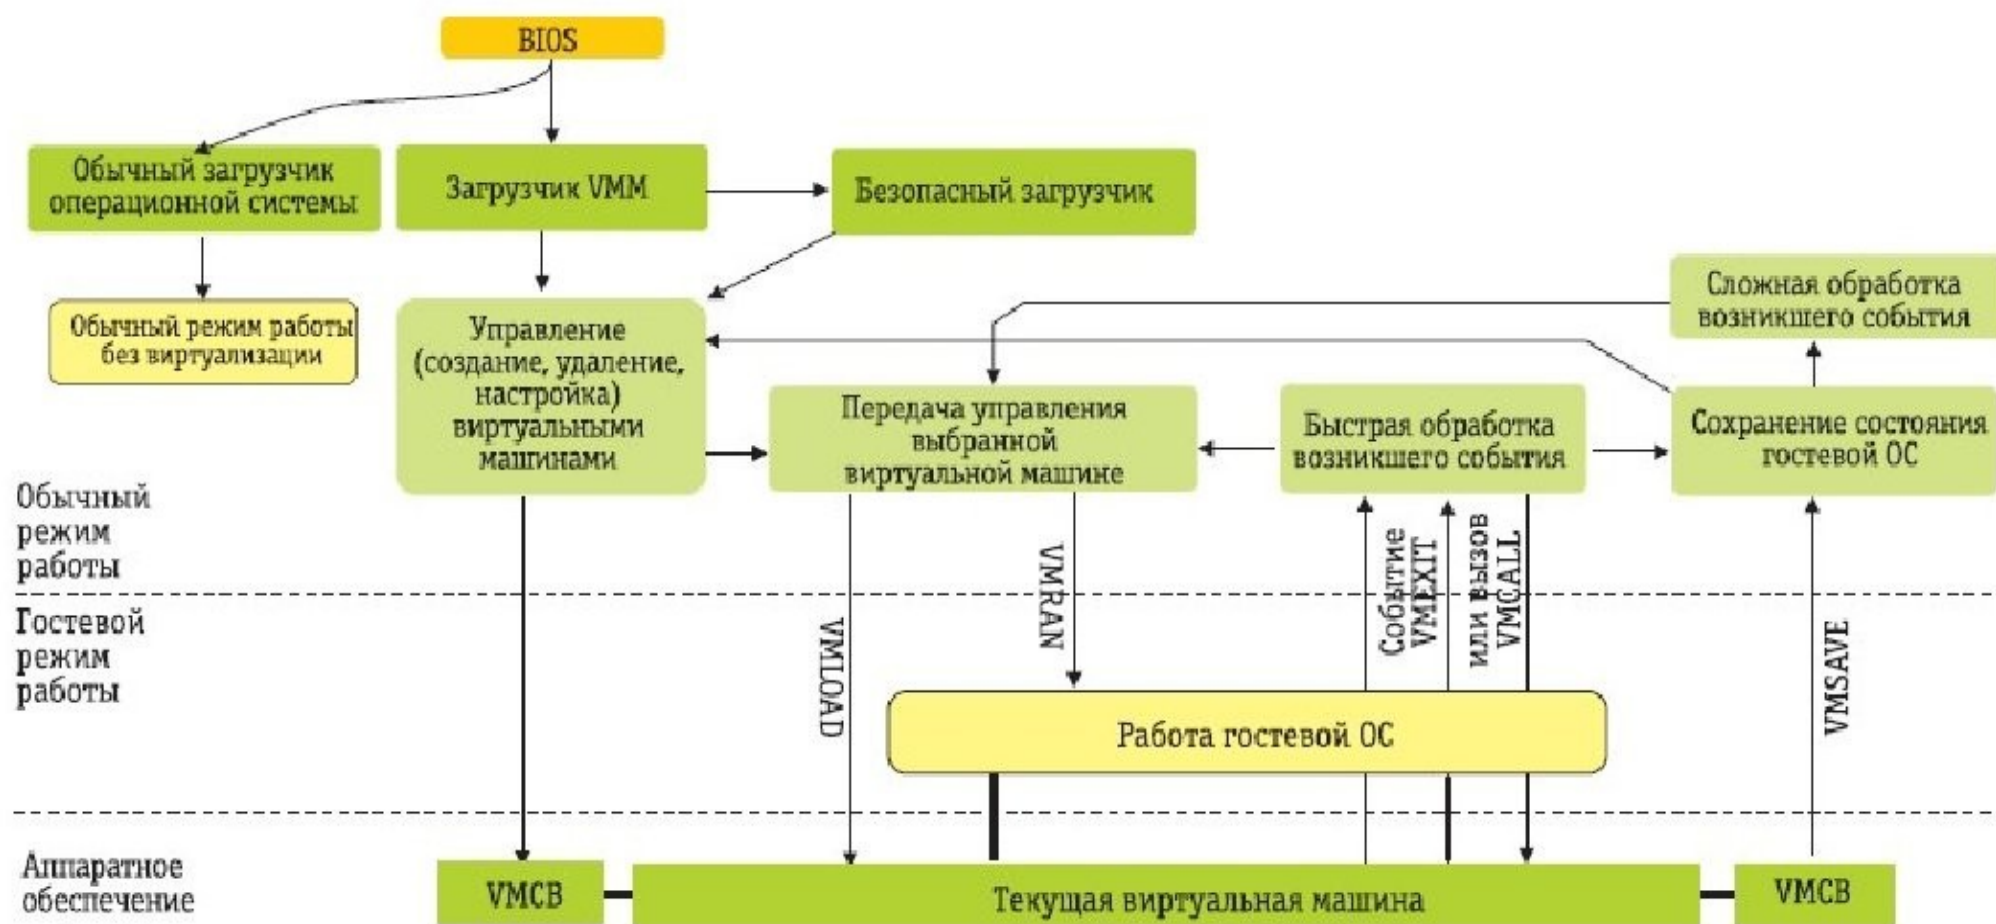 BIOS
Обычный загрузчик
операционной системы
Загрузчик VMM
Безопасный загрузчик
Обычный режим работы
без виртуализации
Управление
(создание, удаление,
настройка)
виртуальными
машинами
Сложная обработка
возникшего события
Передача управления
выбранной
виртуальной машине
Быстрая обработка
возникшего события
Сохранение состояния
гостевой ОС
Обычный
режим
работы
Гостевой
режим
работы
VMLOAD
VMRAN
Событие
VMEXIT
или вызов
VMCALL
VMSAVE
Работа гостевой ОС
Аппаратное
обеспечение
VMCB
Текущая виртуальная машина
VMCB